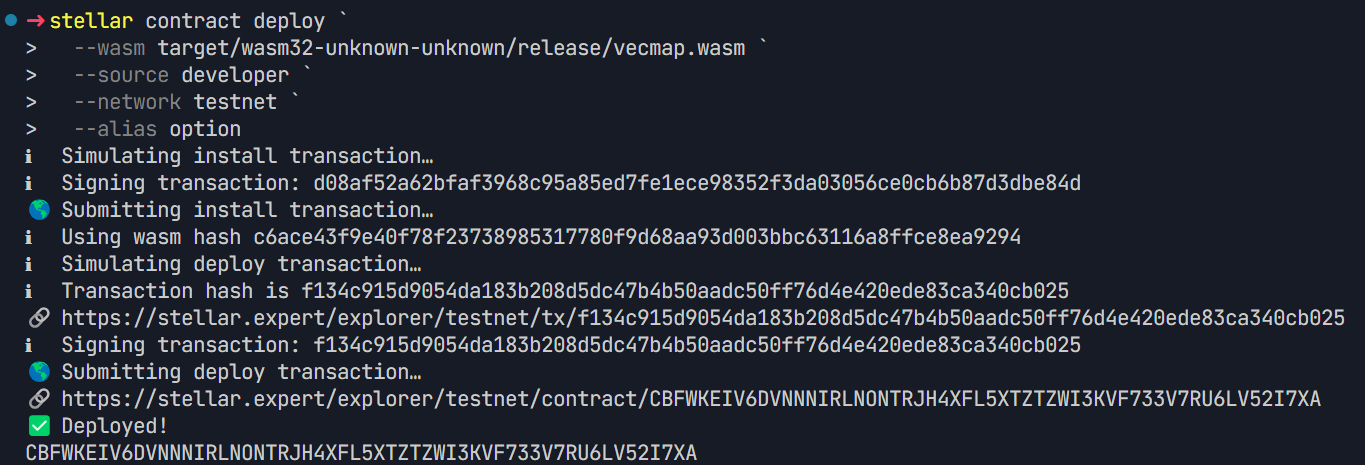 → stellar contract deploy `
>   --wasm target/wasm32-unknown-unknown/release/vecmap.wasm `
>   --source developer `
>   --network testnet `
>   --alias option
ℹ Simulating install transaction…
ℹ Signing transaction: d08af52a62bfaf3968c95a85ed7fe1ece98352f3da03056ce0cb6b87d3dbe84d
🌎 Submitting install transaction…
ℹ Using wasm hash c6ace43f9e40f78f23738985317780f9d68aa93d003bbc63116a8ffce8ea9294
ℹ Simulating deploy transaction…
ℹ Transaction hash is f134c915d9054da183b208d5dc47b4b50aadc50ff76d4e420ede83ca340cb025
🔗 https://stellar.expert/explorer/testnet/tx/f134c915d9054da183b208d5dc47b4b50aadc50ff76d4e420ede83ca340cb025
ℹ Signing transaction: f134c915d9054da183b208d5dc47b4b50aadc50ff76d4e420ede83ca340cb025
🌎 Submitting deploy transaction…
🔗 https://stellar.expert/explorer/testnet/contract/CBFWKEIV6DVNNNIRLNONTRJH4XFL5XTZTZWI3KVF733V7RU6LV52I7XA
✅ Deployed!
CBFWKEIV6DVNNNIRLNONTRJH4XFL5XTZTZWI3KVF733V7RU6LV52I7XA